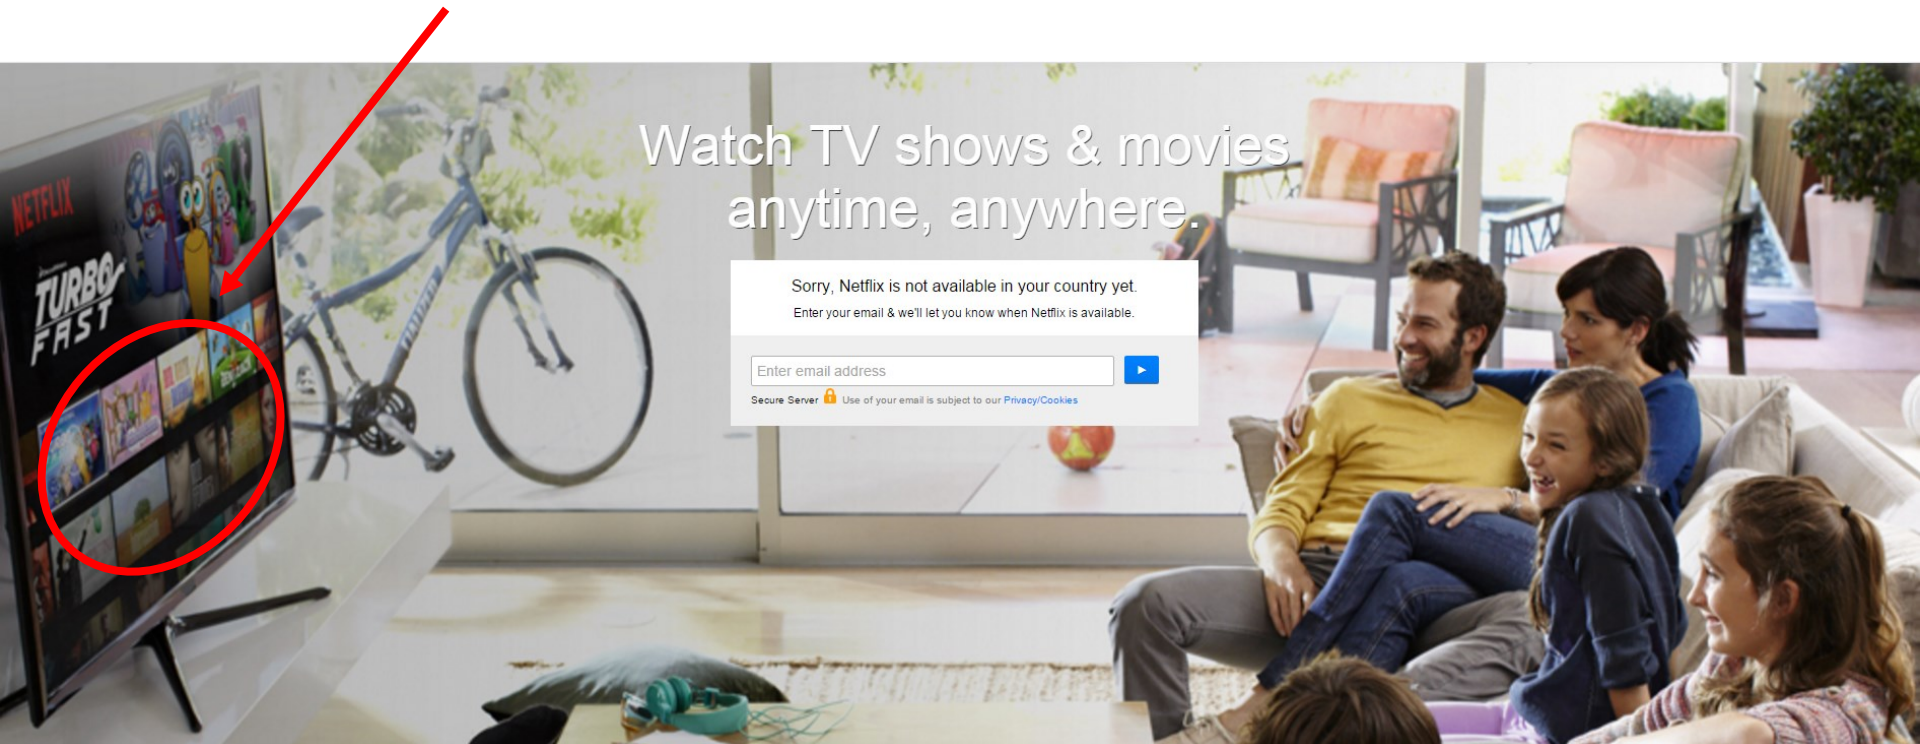 Watch TV shows & movies
anytime, anywhere.
NETFLIX
TURBO
FAST
Sorry, Netflix is not available in your country yet.
Enter your email & we'll let you know when Netflix is available.
Enter email address
Secure Server Use of your email is subject to our Privacy/Cookies